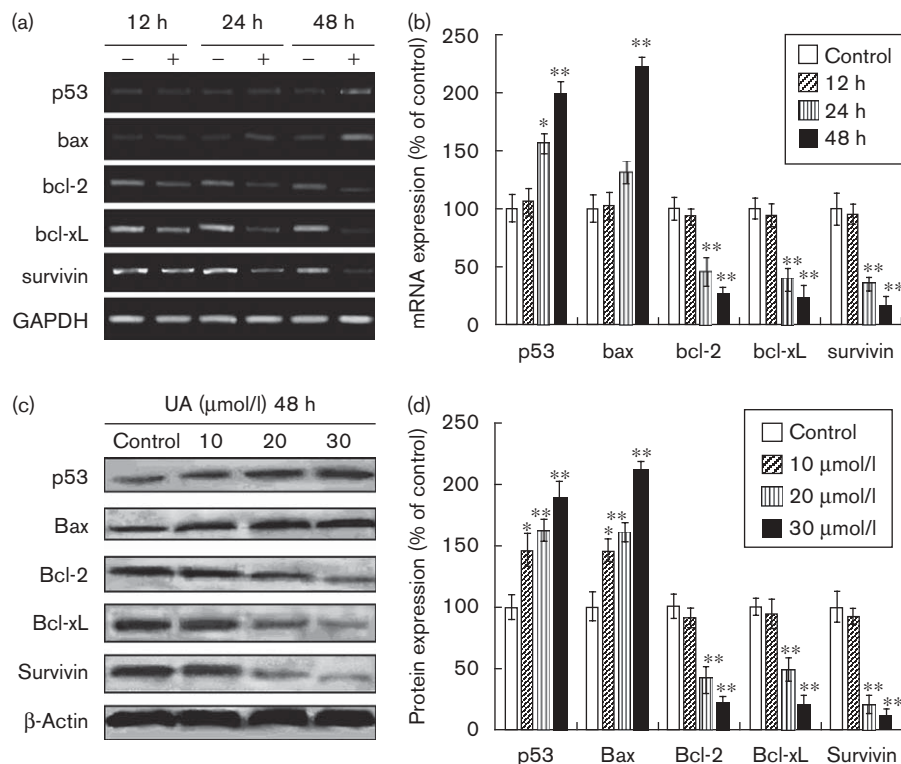 (a)
12 h 24 h 48 h
− + − + − +
p53
bax
bcl-2
bcl-xL
survivin
GAPDH
(b)
mRNA expression (% of control)
250
200
150
100
50
0
** ** * ** ** ** ** ** **
p53 bax bcl-2 bcl-xL survivin
Control
12 h
24 h
48 h
(c)
UA (μmol/l) 48 h
Control 10 20 30
p53
Bax
Bcl-2
Bcl-xL
Survivin
β-Actin
(d)
Protein expression (% of control)
250
200
150
100
50
0
* ** ** * ** ** ** ** ** ** ** **
p53 Bax Bcl-2 Bcl-xL Survivin
Control
10 μmol/l
20 μmol/l
30 μmol/l